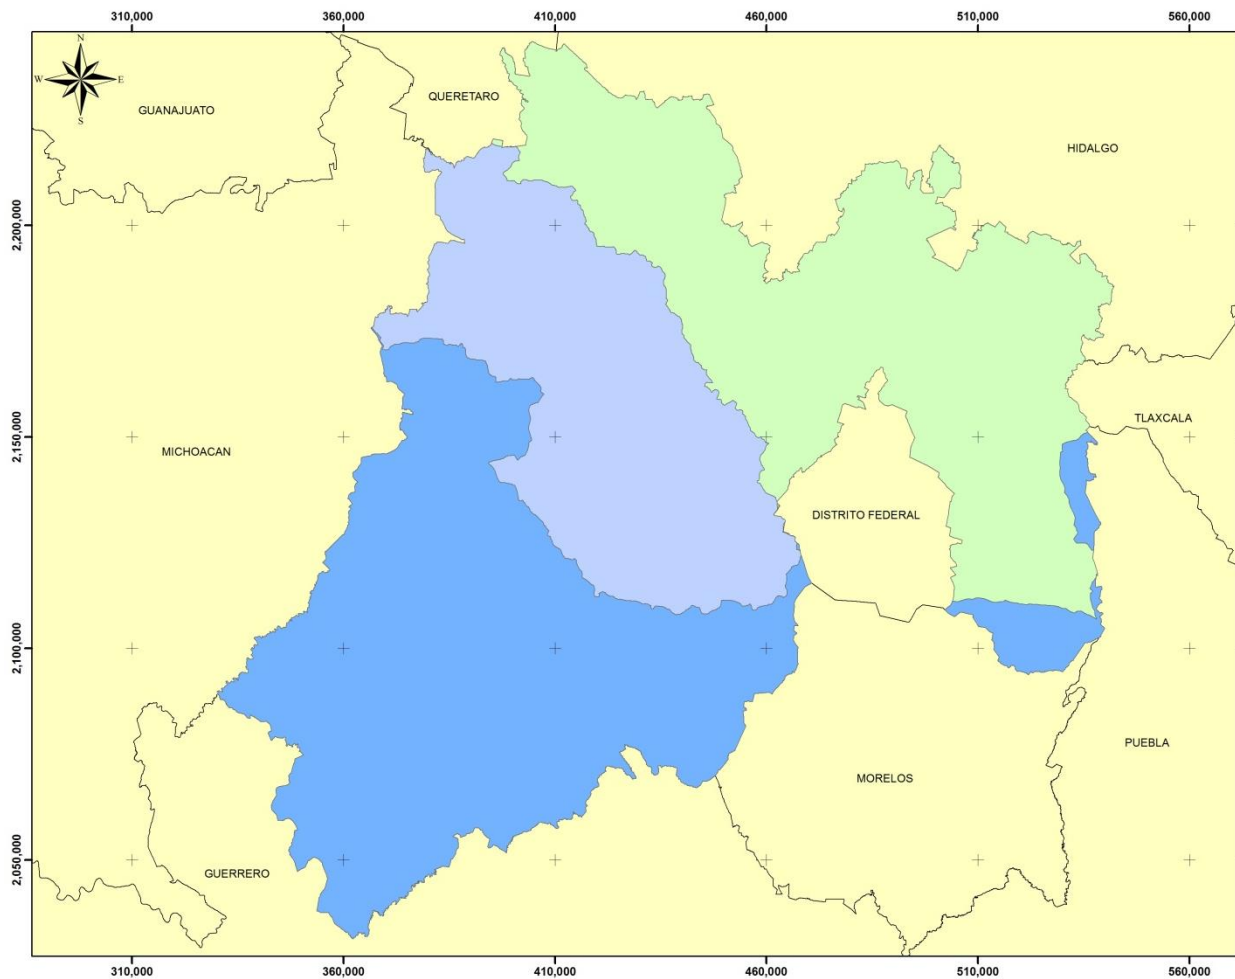 310,000 360,000 410,000 460,000 510,000 560,000
N
W E
S
QUERETARO
GUANAJUATO
HIDALGO
2,200,000
TLAXCALA
2,150,000
MICHOACAN
DISTRITO FEDERAL
2,100,000
PUEBLA
MORELOS
2,050,000
GUERRERO
310,000 360,000 410,000 460,000 510,000 560,000